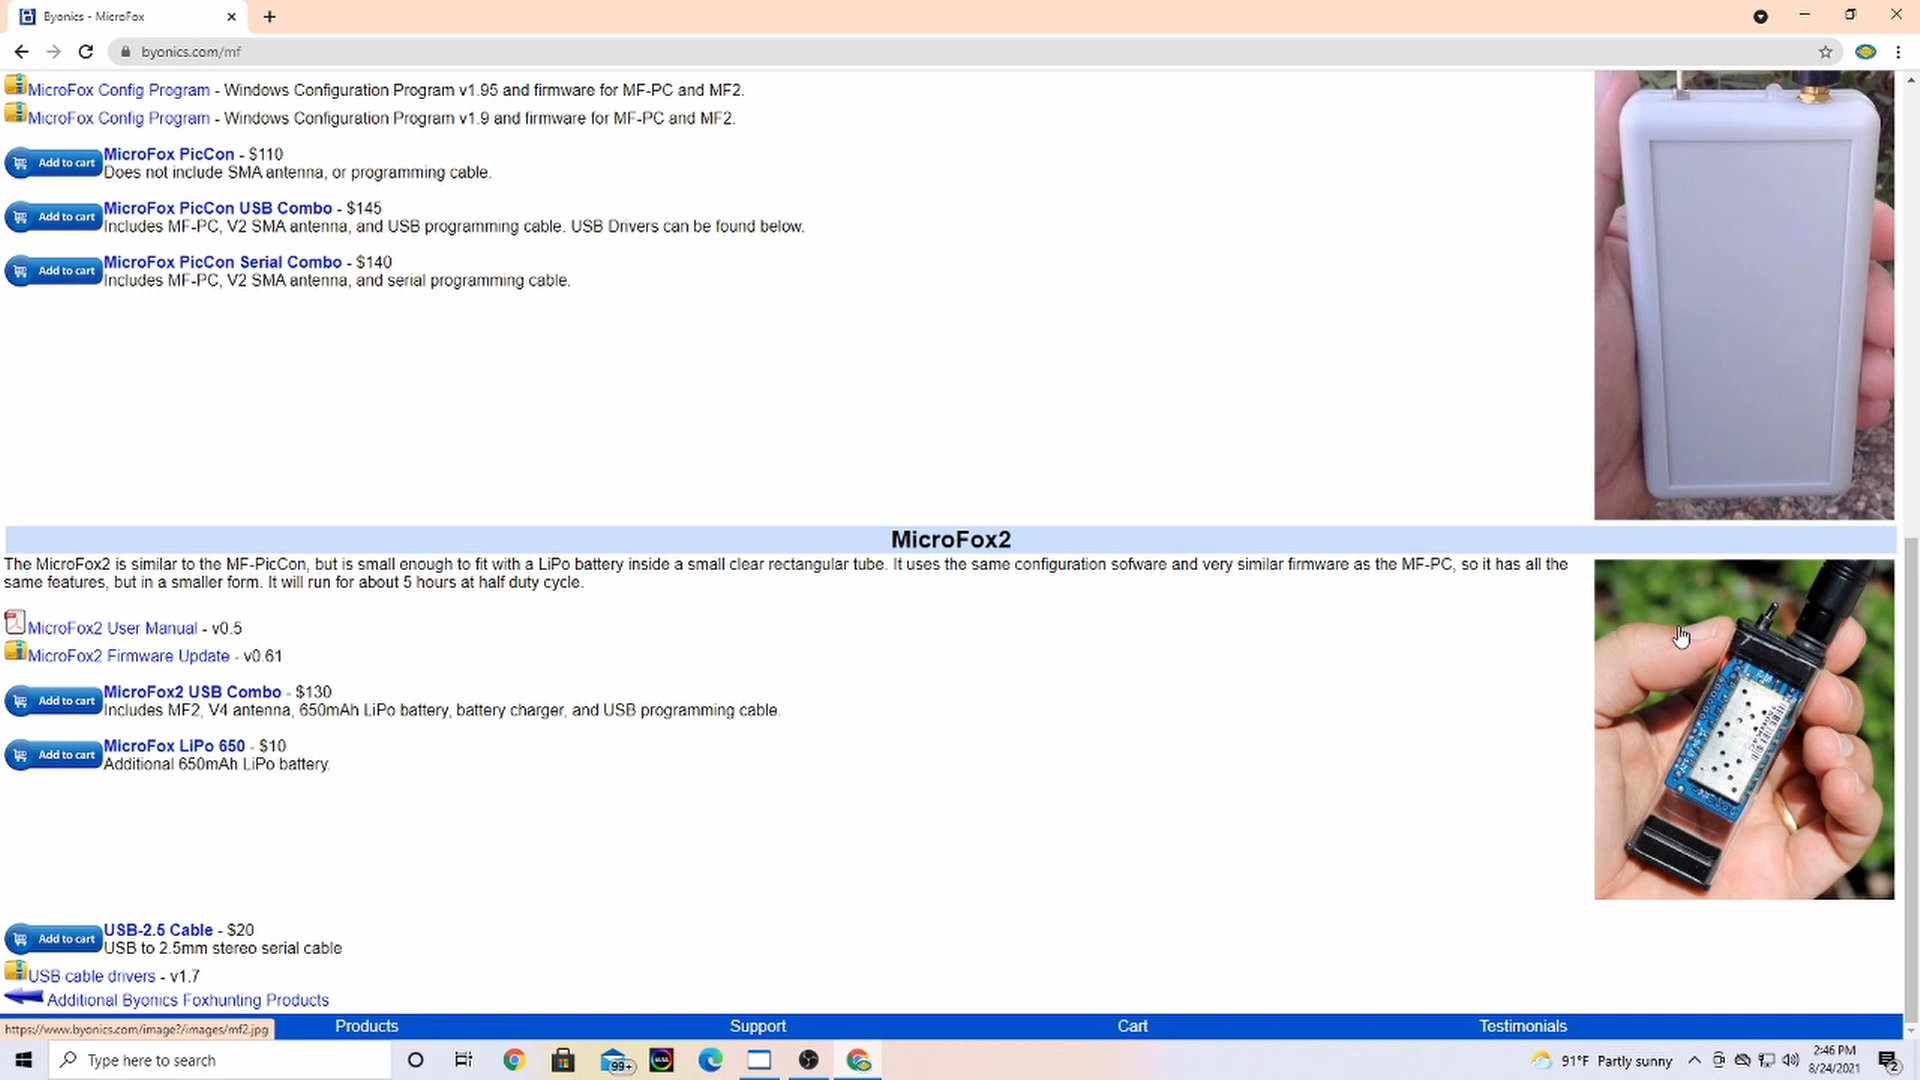 Byonics - MicroFox
byonics.com/mf
MicroFox Config Program - Windows Configuration Program v1.95 and firmware for MF-PC and MF2.
MicroFox Config Program - Windows Configuration Program v1.9 and firmware for MF-PC and MF2.
Add to cart MicroFox PicCon - $110
Does not include SMA antenna, or programming cable.
Add to cart MicroFox PicCon USB Combo - $145
Includes MF-PC, V2 SMA antenna, and USB programming cable. USB Drivers can be found below.
Add to cart MicroFox PicCon Serial Combo - $140
Includes MF-PC, V2 SMA antenna, and serial programming cable.
MicroFox2
The MicroFox2 is similar to the MF-PicCon, but is small enough to fit with a LiPo battery inside a small clear rectangular tube. It uses the same configuration sofware and very similar firmware as the MF-PC, so it has all the
same features, but in a smaller form. It will run for about 5 hours at half duty cycle.
MicroFox2 User Manual - v0.5
MicroFox2 Firmware Update - v0.61
Add to cart MicroFox2 USB Combo - $130
Includes MF2, V4 antenna, 650mAh LiPo battery, battery charger, and USB programming cable.
Add to cart MicroFox LiPo 650 - $10
Additional 650mAh LiPo battery.
Add to cart USB-2.5 Cable - $20
USB to 2.5mm stereo serial cable
USB cable drivers - v1.7
Additional Byonics Foxhunting Products
https://www.byonics.com/image?/images/mf2.jpg
Products Support Cart Testimonials
Type here to search
99+
91°F Partly sunny
2:46 PM
8/24/2021
2